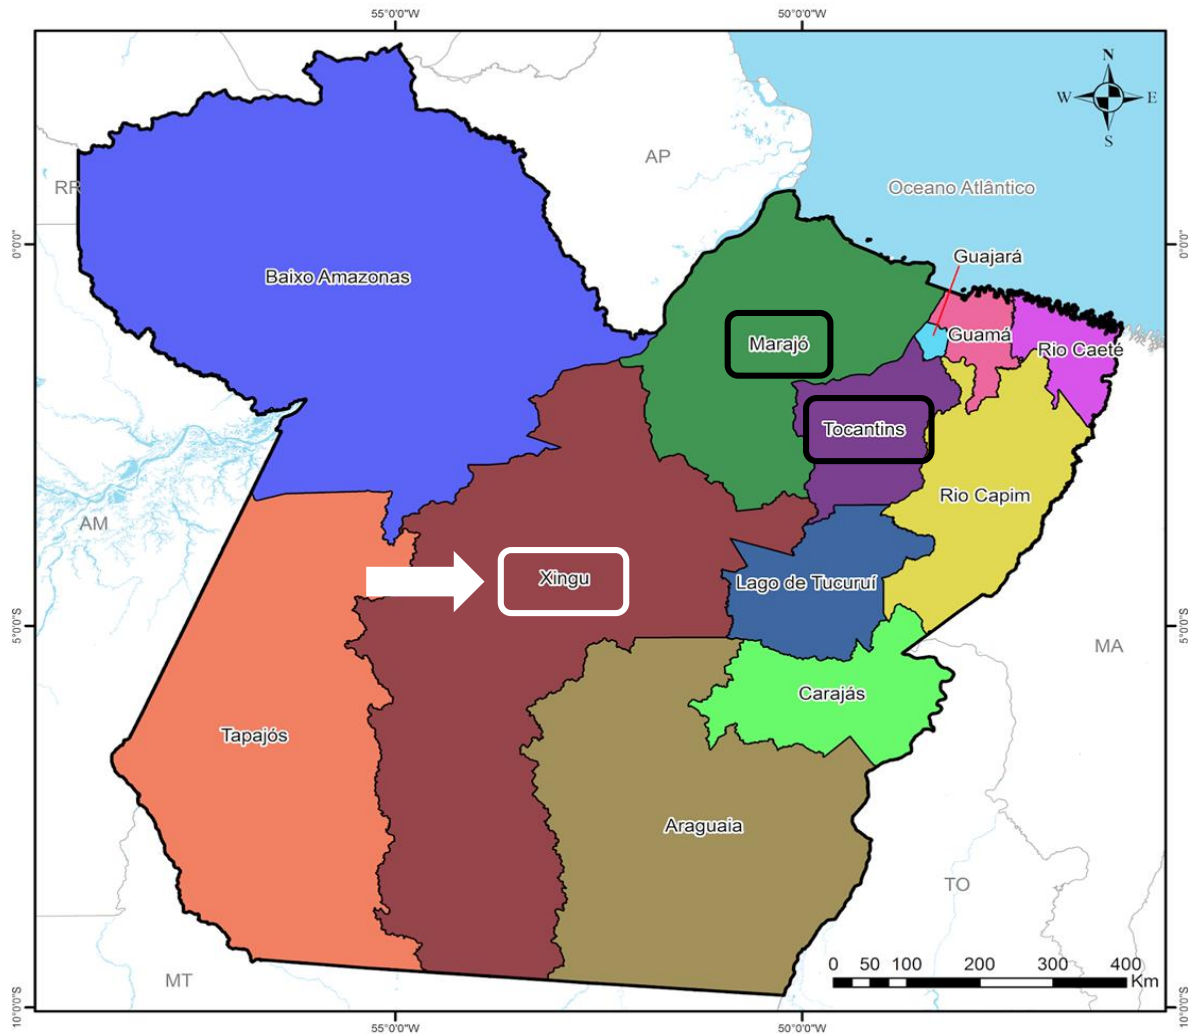 55°0'0"W
50°0'0"W
N
W
E
S
AP
RR
Oceano Atlântico
0°0'0"
0°0'0"
Guajará
Baixo Amazonas
Guamá
Marajó
Rio Caeté
Tocantins
Rio Capim
AM
Xingu
Lago de Tucuruí
5°0'0"S
5°0'0"S
MA
Carajás
Tapajós
Araguaia
TO
MT
0 50 100 200 300 400
Km
10°0'0"S
10°0'0"S
55°0'0"W
50°0'0"W